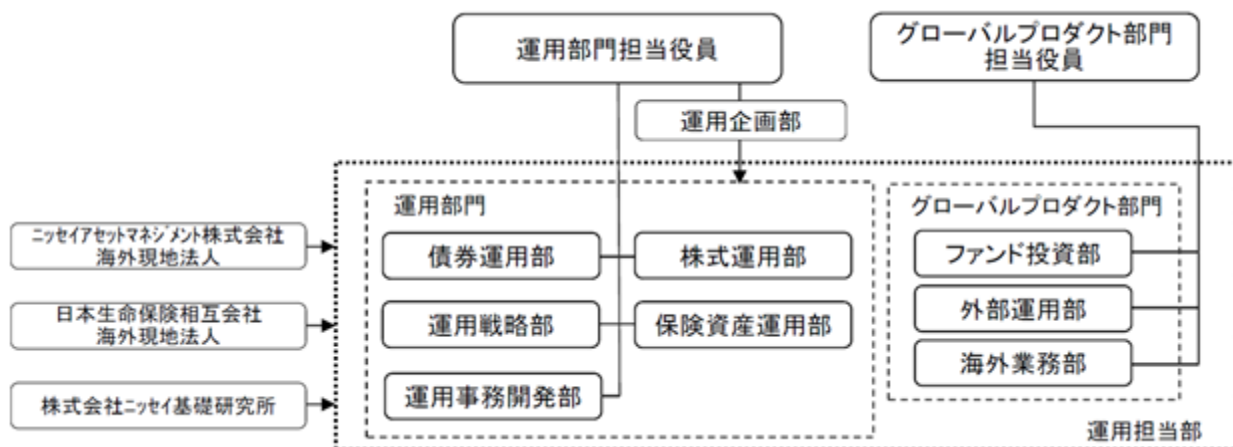 運用部門担当役員
グローバルプロダクト部門
担当役員
運用企画部
運用部門
グローバルプロダクト部門
ニッセイアセットマネジメント株式会社
海外現地法人
債券運用部
株式運用部
ファンド投資部
日本生命保険相互会社
海外現地法人
運用戦略部
保険資産運用部
外部運用部
海外業務部
株式会社ニッセイ基礎研究所
運用事務開発部
運用担当部